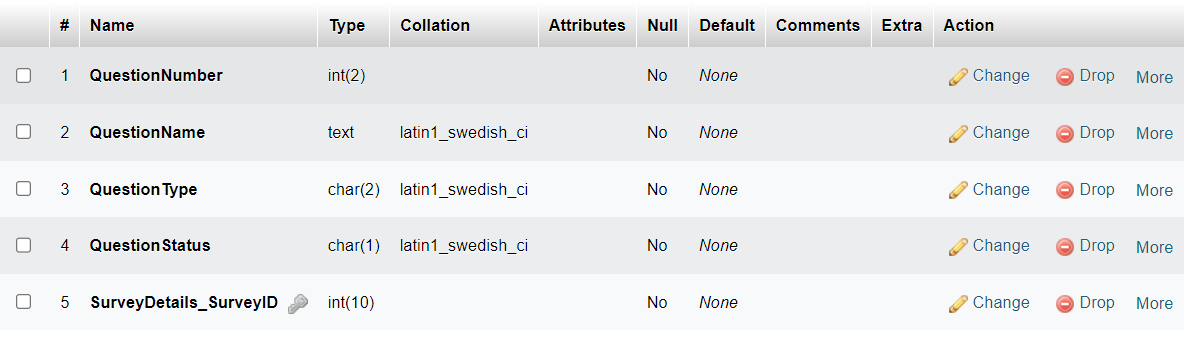 # Name Type Collation Attributes Null Default Comments Extra Action
1 QuestionNumber int(2) No None Change Drop More
2 QuestionName text latin1_swedish_ci No None Change Drop More
3 QuestionType char(2) latin1_swedish_ci No None Change Drop More
4 QuestionStatus char(1) latin1_swedish_ci No None Change Drop More
5 SurveyDetails_SurveyID int(10) No None Change Drop More